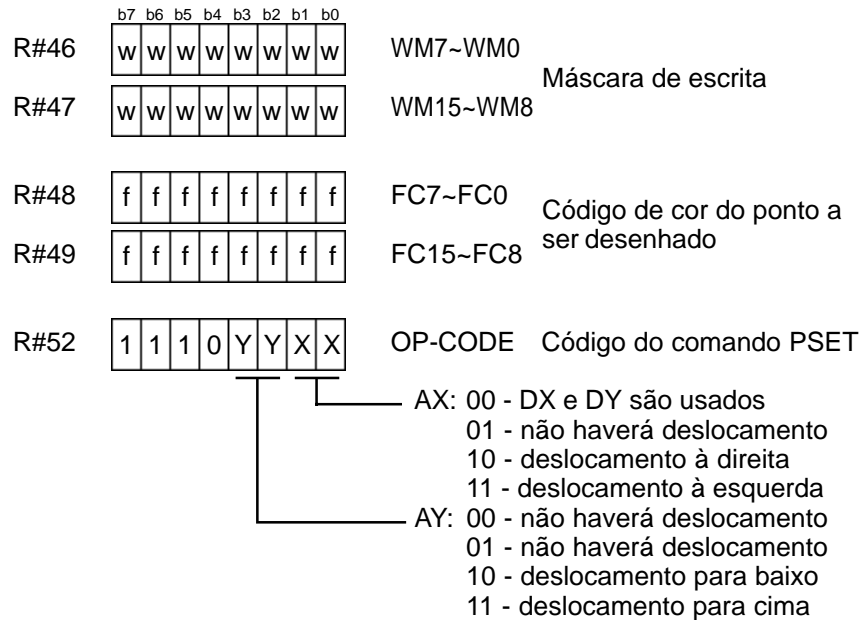 b7 b6 b5 b4 b3 b2 b1 b0
R#46 w w w w w w w w WM7~WM0
Máscara de escrita
R#47 w w w w w w w w WM15~WM8
R#48 f f f f f f f f FC7~FC0
Código de cor do ponto a
ser desenhado
R#49 f f f f f f f f FC15~FC8
R#52 1 1 1 0 Y Y X X OP-CODE Código do comando PSET
AX: 00 - DX e DY são usados
01 - não haverá deslocamento
10 - deslocamento à direita
11 - deslocamento à esquerda
AY: 00 - não haverá deslocamento
01 - não haverá deslocamento
10 - deslocamento para baixo
11 - deslocamento para cima